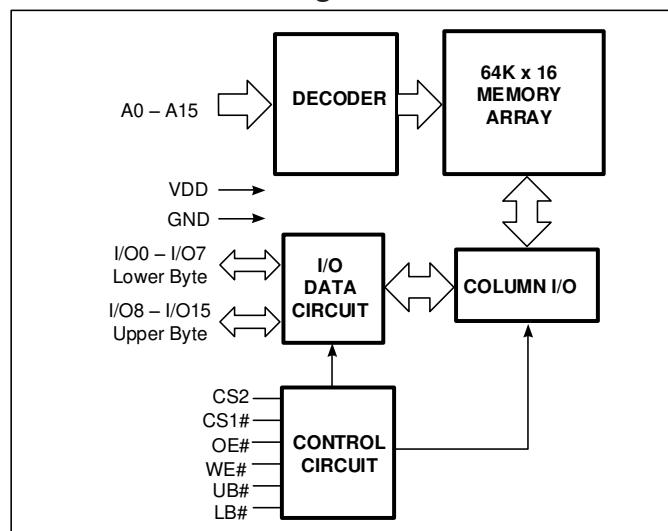 A0 – A15
DECODER
64K x 16
MEMORY
ARRAY
VDD
GND
I/O0 – I/O7
Lower Byte
I/O8 – I/O15
Upper Byte
I/O
DATA
CIRCUIT
COLUMN I/O
CS2
CS1#
OE#
WE#
UB#
LB#
CONTROL
CIRCUIT